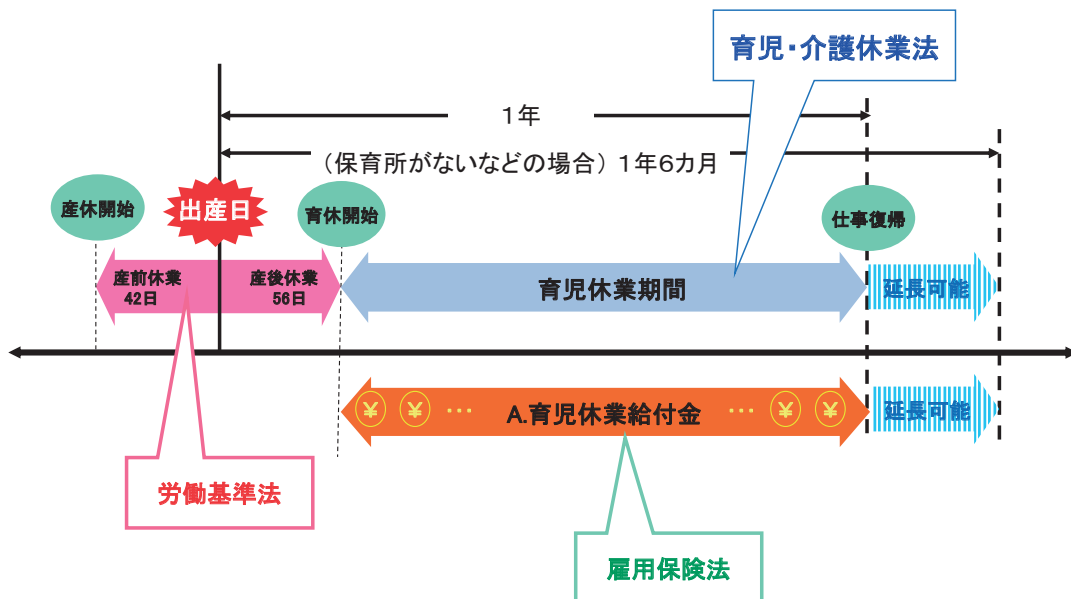 育児・介護休業法
１年
（保育所がないなどの場合）１年６カ月
産休開始
出産日
育休開始
仕事復帰
産前休業
42日
産後休業
56日
育児休業期間
延長可能
¥ ¥ … A.育児休業給付金 … ¥ ¥
延長可能
労働基準法
雇用保険法